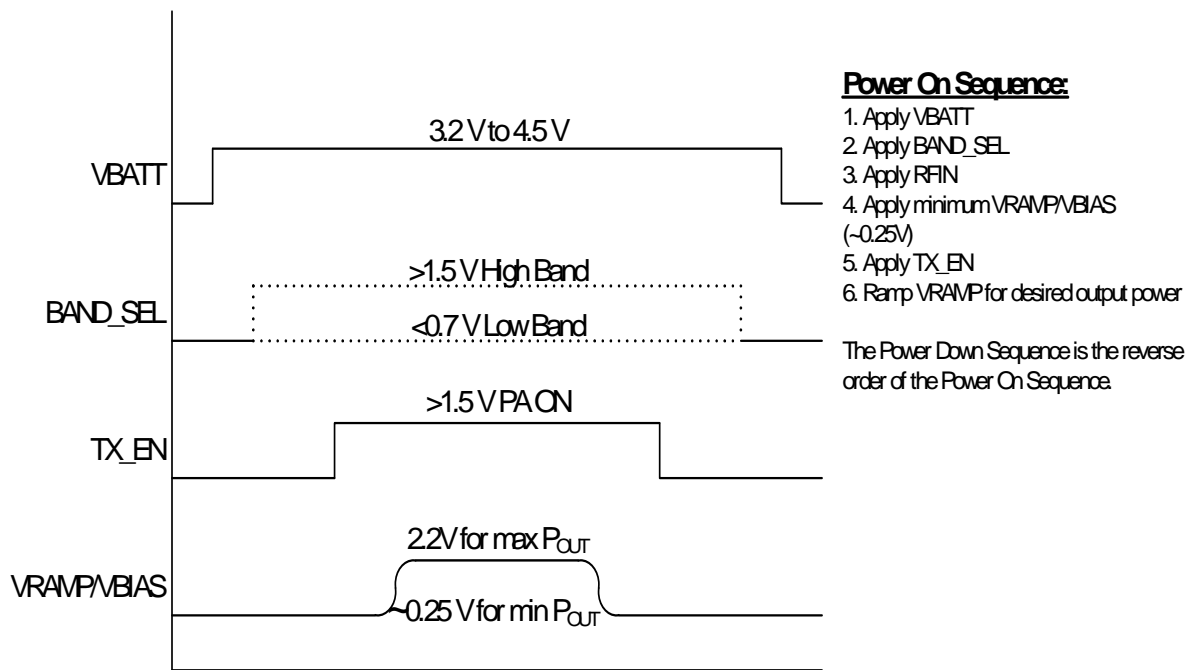 Power On Sequence:
1. Apply VBATT
2. Apply BAND_SEL
3. Apply RFIN
4. Apply minimum VRAMP/VBIAS
(~0.25V)
5. Apply TX_EN
6. Ramp VRAMP for desired output power
The Power Down Sequence is the reverse
order of the Power On Sequence.
VBATT
3.2 V to 4.5 V
BAND_SEL
>1.5 V High Band
<0.7 V Low Band
TX_EN
>1.5 V PA ON
VRAMP/VBIAS
2.2V for max POUT
~0.25 V for min POUT